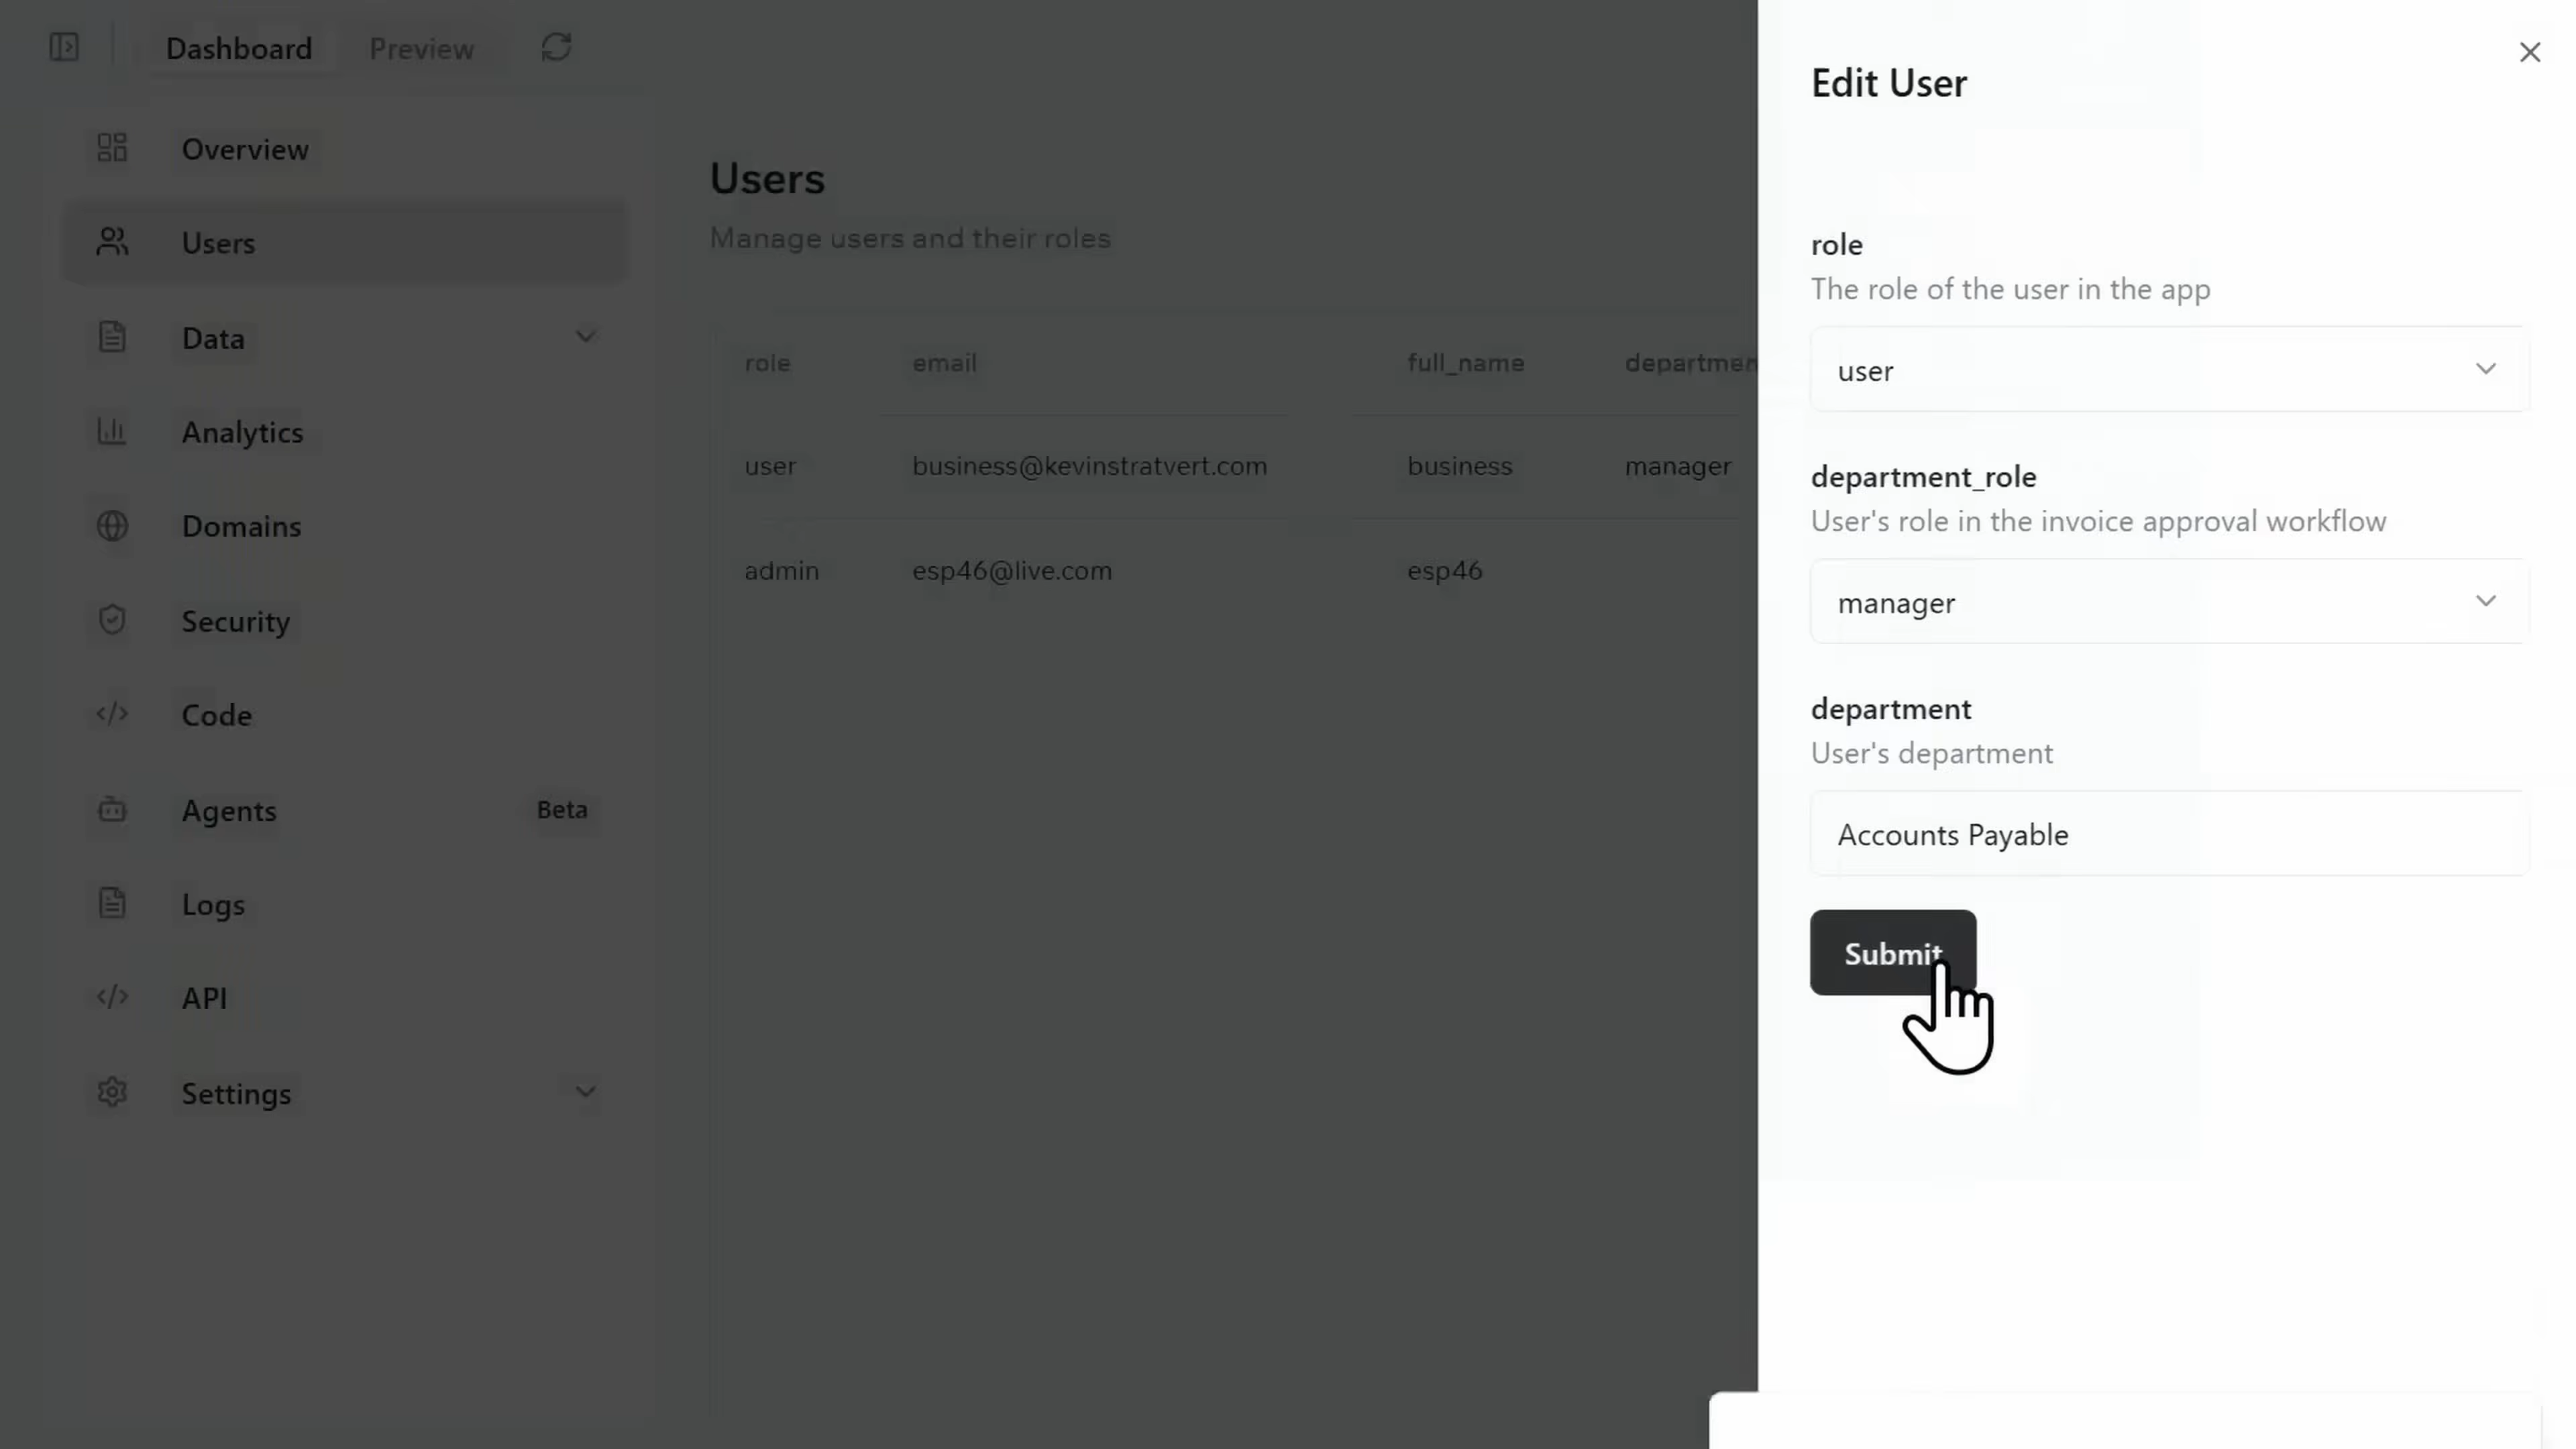 Dashboard Preview
Overview
Users
Data
Analytics
Domains
Security
Code
Agents Beta
Logs
API
Settings
Users
Manage users and their roles
role email full_name
user business@kevinstratvert.com business manager
admin esp46@live.com esp46
Edit User
role
The role of the user in the app
user
department_role
User's role in the invoice approval workflow
manager
department
User's department
Accounts Payable
Submit